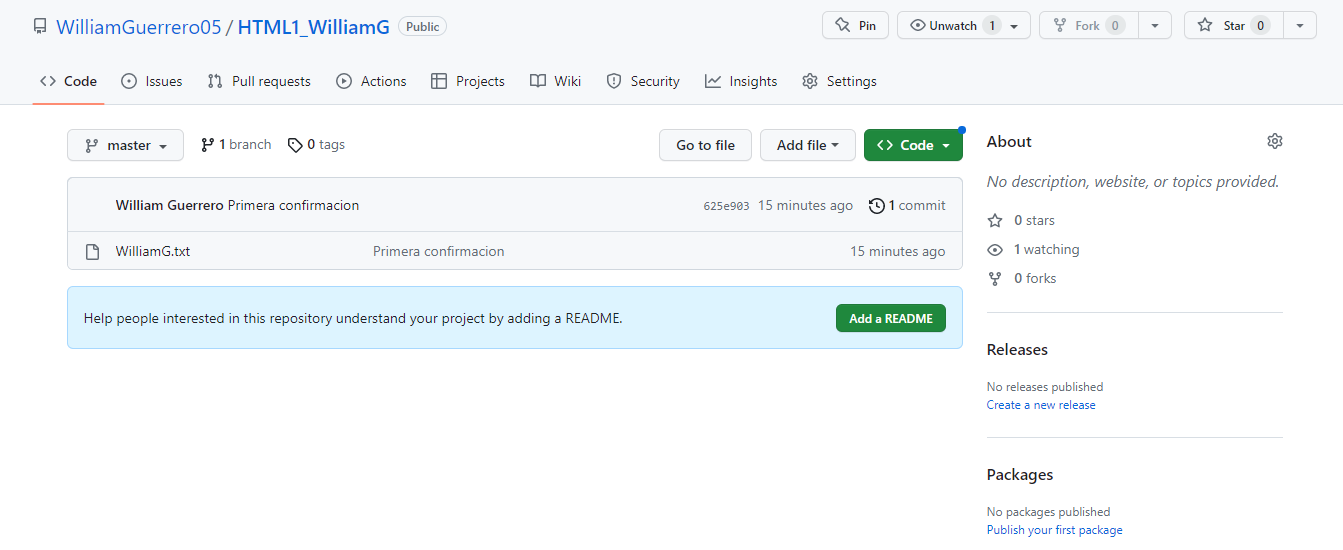 WilliamGuerrero05 / HTML1_WilliamG Public Pin Unwatch 1 Fork 0 Star 0
Code Issues Pull requests Actions Projects Wiki Security Insights Settings
master 1 branch 0 tags Go to file Add file Code
William Guerrero Primera confirmacion 625e903 15 minutes ago 1 commit
WilliamG.txt Primera confirmacion 15 minutes ago
Help people interested in this repository understand your project by adding a README. Add a README
About
No description, website, or topics provided.
0 stars
1 watching
0 forks
Releases
No releases published
Create a new release
Packages
No packages published
Publish your first package